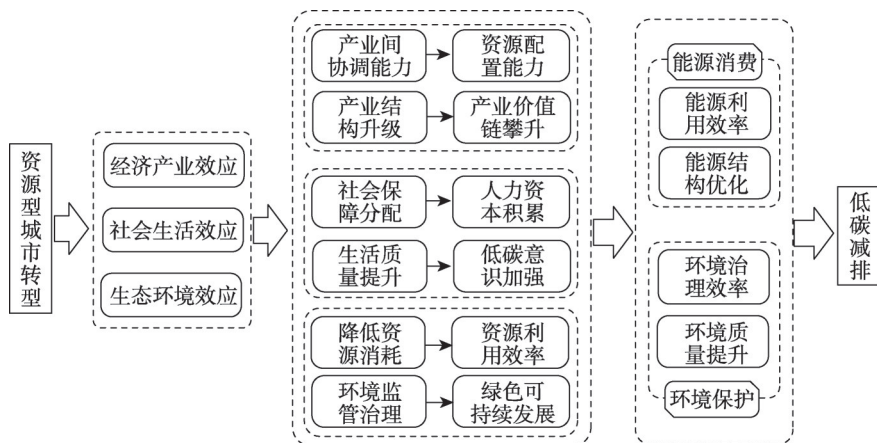 资源型城市转型
经济产业效应
社会生活效应
生态环境效应
产业间
协调能力
资源配
置能力
产业结
构升级
产业价值
链攀升
社会保
障分配
人力资
本积累
生活质
量提升
低碳意
识加强
降低资
源消耗
资源利
用效率
环境监
管治理
绿色可
持续发展
能源消费
能源利
用效率
能源结
构优化
环境治
理效率
环境质
量提升
环境保护
低碳减排